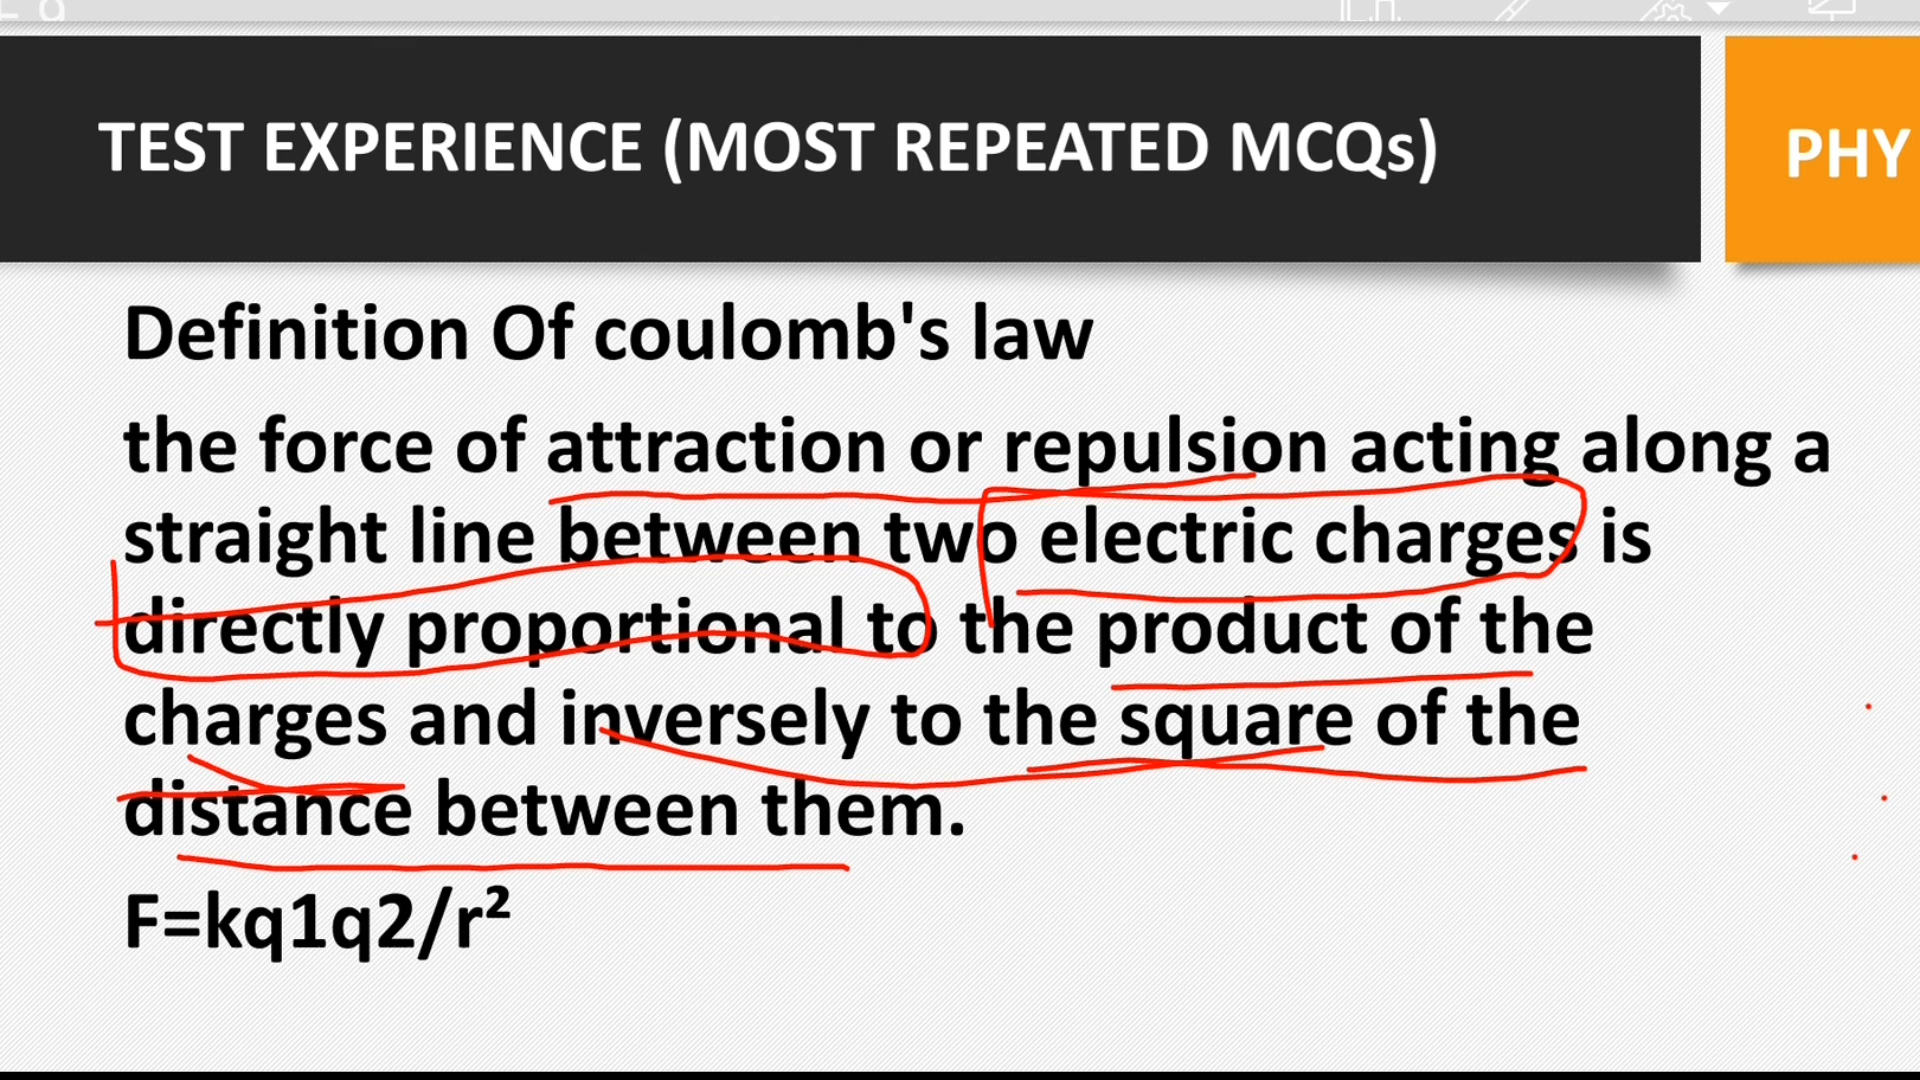 TEST EXPERIENCE (MOST REPEATED MCQs)
PHY
Definition Of coulomb's law
the force of attraction or repulsion acting along a
straight line between two electric charges is
directly proportional to the product of the
charges and inversely to the square of the
distance between them.
F=kq1q2/r²